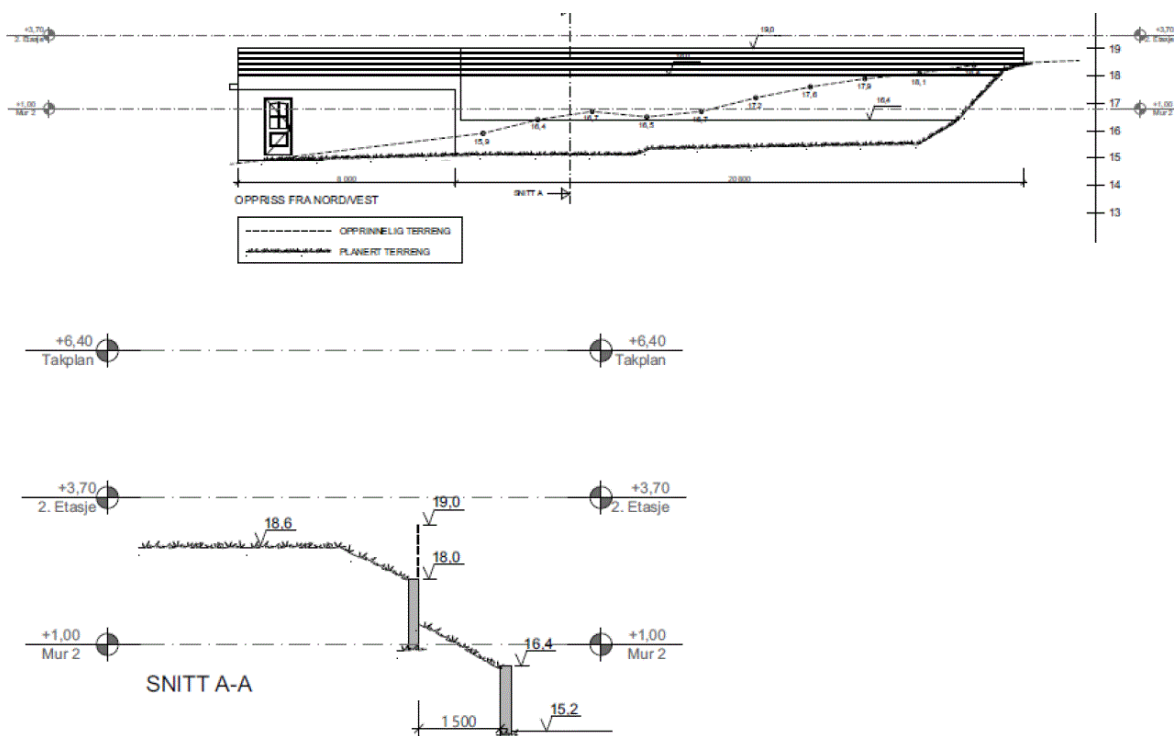 +3,70
2. Etasje
19,0
+3,70
2. Etasje
19
18
18,1
17,9
17,6
17,2
16,7
16,5
16,7
16,4
15,9
16,4
+1,00
Mur 2
+1,00
Mur 2
17
16
15
14
13
20 800
SNITT A
OPPRISS FRA NORD/VEST
OPPRINNELIG TERRENG
PLANERT TERRENG
+6,40
Takplan
+6,40
Takplan
+3,70
2. Etasje
+3,70
2. Etasje
19,0
18,6
18,0
+1,00
Mur 2
+1,00
Mur 2
16,4
SNITT A-A
1 500
15,2